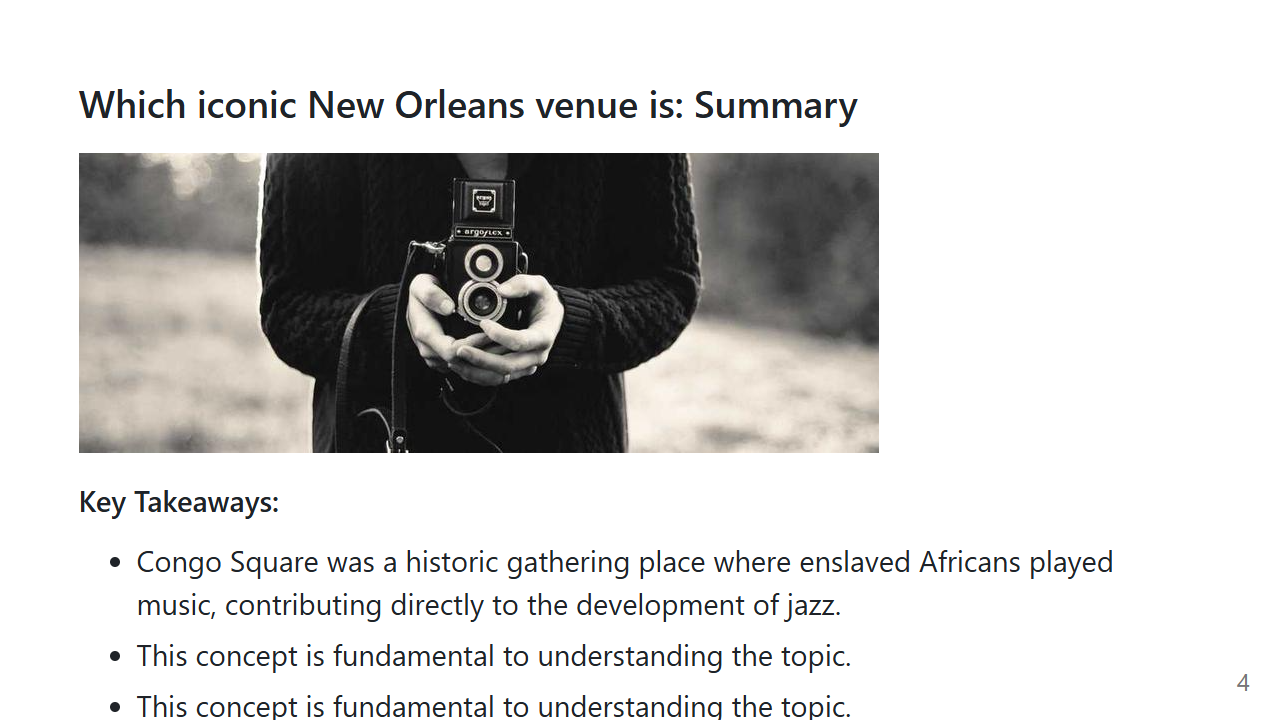 Which iconic New Orleans venue is: Summary
argoflex
Key Takeaways:
• Congo Square was a historic gathering place where enslaved Africans played
music, contributing directly to the development of jazz.
• This concept is fundamental to understanding the topic.
• This concept is fundamental to understanding the topic.
4